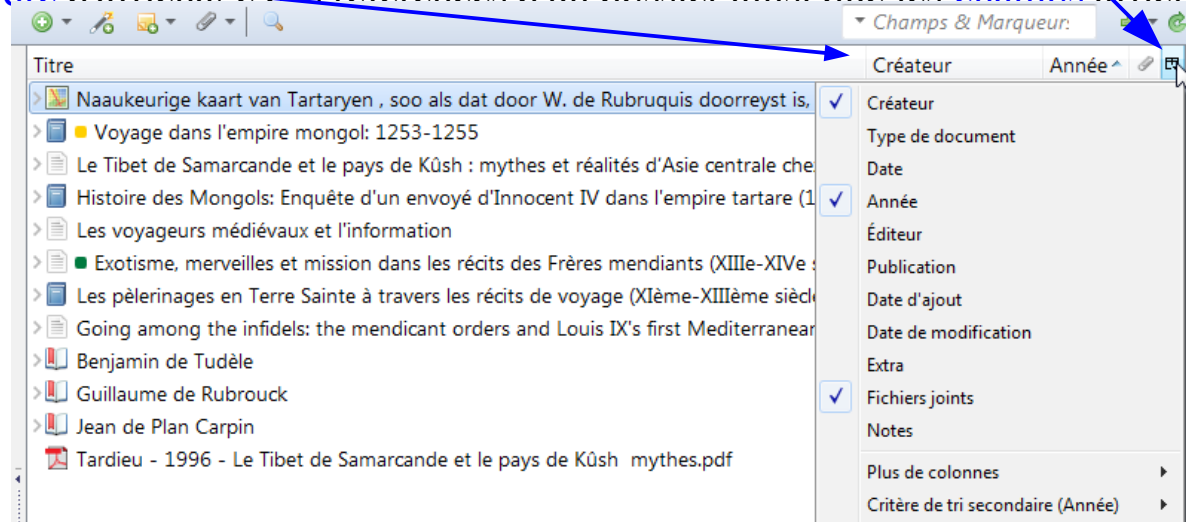 Champs & Marqueur:
Titre
Créateur
Année
Naaukeurige kaart van Tartaryen , soo als dat door W. de Rubruquis doorreyst is,
Voyage dans l'empire mongol: 1253-1255
Le Tibet de Samarcande et le pays de Kûsh : mythes et réalités d'Asie centrale che
Histoire des Mongols: Enquête d'un envoyé d'Innocent IV dans l'empire tartare (1
Les voyageurs médiévaux et l'information
Exotisme, merveilles et mission dans les récits des Frères mendiants (XIIIe-XIVe s
Les pèlerinages en Terre Sainte à travers les récits de voyage (XIème-XIIIème siècl
Going among the infidels: the mendicant orders and Louis IX's first Mediterranear
Benjamin de Tudèle
Guillaume de Rubrouck
Jean de Plan Carpin
Tardieu - 1996 - Le Tibet de Samarcande et le pays de Kûsh mythes.pdf
Créateur
Type de document
Date
Année
Éditeur
Publication
Date d'ajout
Date de modification
Extra
Fichiers joints
Notes
Plus de colonnes
Critère de tri secondaire (Année)